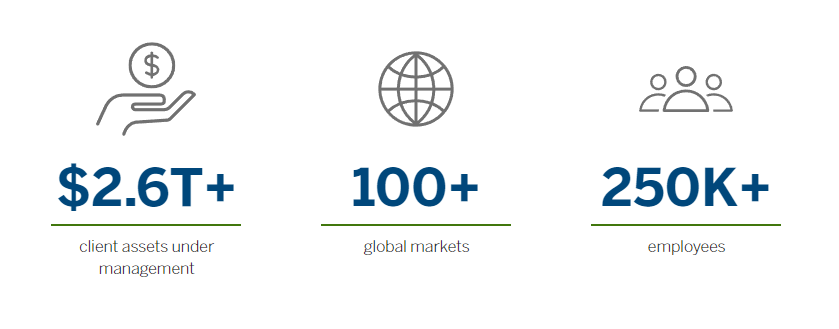 $
$2.6T+
client assets under
management
100+
global markets
250K+
employees